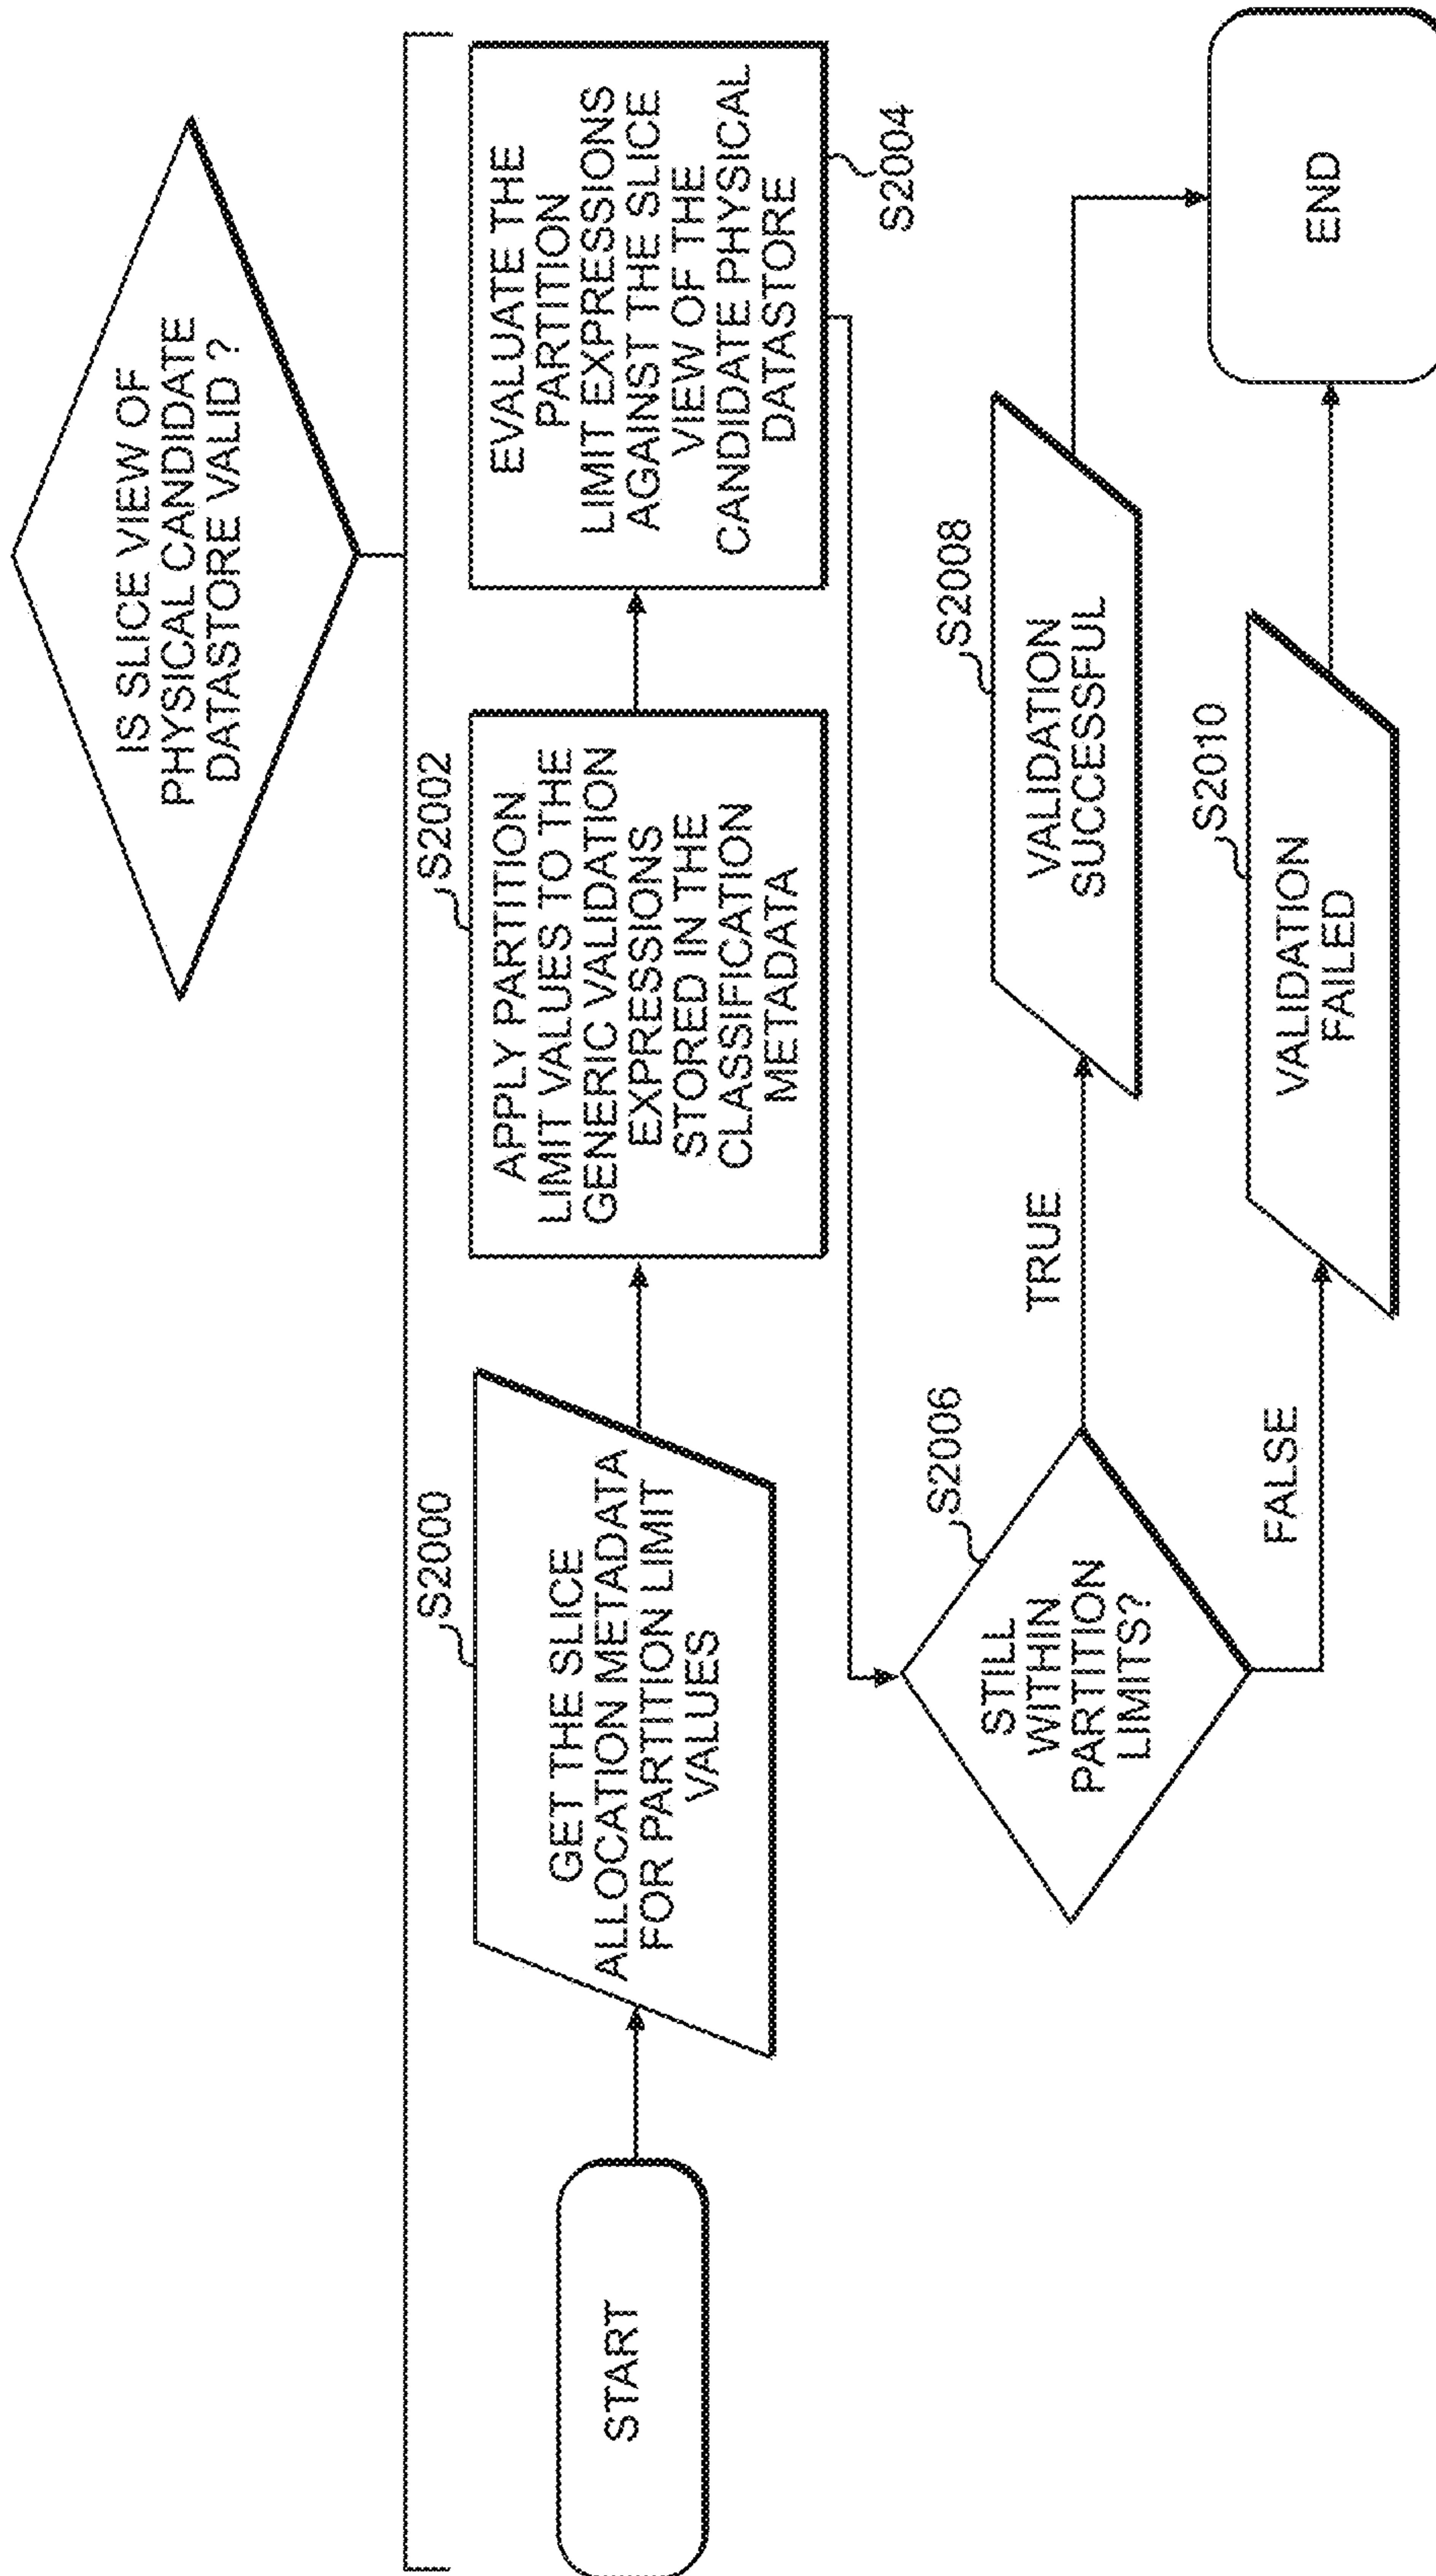 IS SLICE VIEW OF
PHYSICAL CANDIDATE
DATASTORE VALID ?
START
S2000
GET THE SLICE
ALLOCATION METADATA
FOR PARTITION LIMIT
VALUES
S2002
APPLY PARTITION
LIMIT VALUES TO THE
GENERIC VALIDATION
EXPRESSIONS
STORED IN THE
CLASSIFICATION
METADATA
EVALUATE THE
PARTITION
LIMIT EXPRESSIONS
AGAINST THE SLICE
VIEW OF THE
CANDIDATE PHYSICAL
DATASTORE
S2004
S2006
STILL
WITHIN
PARTITION
LIMITS?
TRUE
S2008
VALIDATION
SUCCESSFUL
FALSE
S2010
VALIDATION
FAILED
END